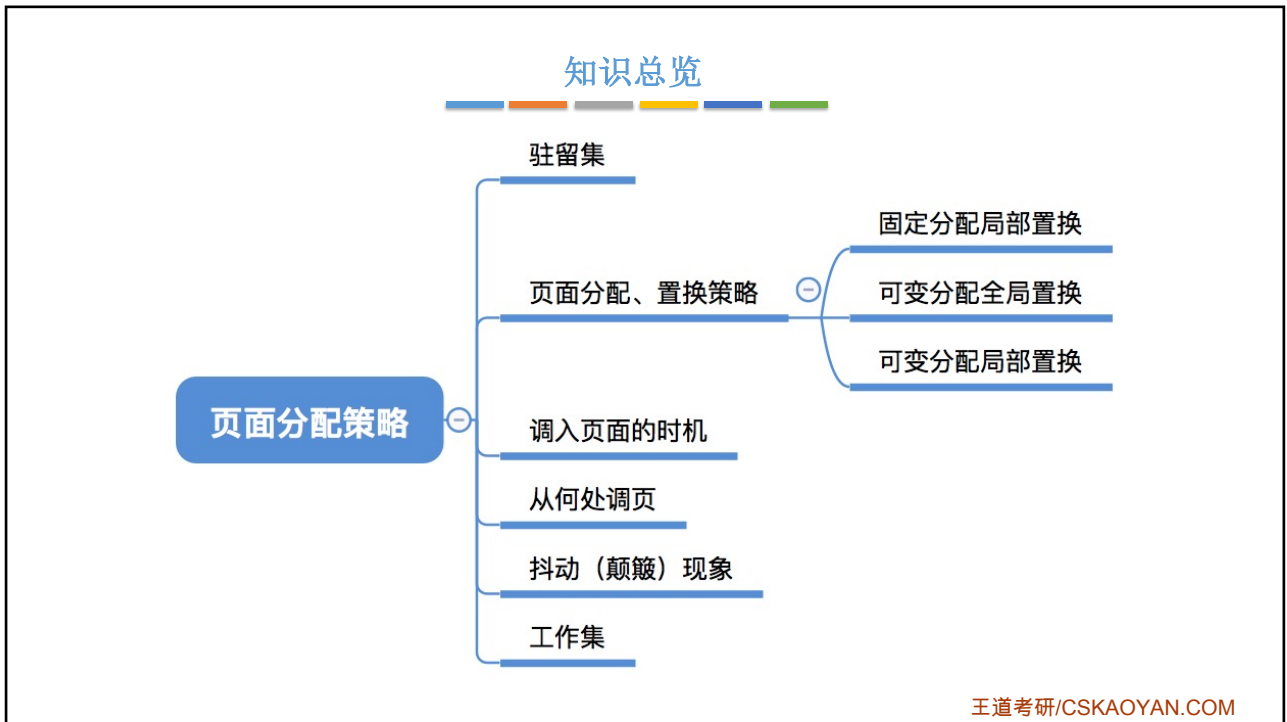 知识总览
驻留集
页面分配、置换策略
固定分配局部置换
可变分配全局置换
可变分配局部置换
页面分配策略
调入页面的时机
从何处调页
抖动（颠簸）现象
工作集
王道考研/CSKAOYAN.COM